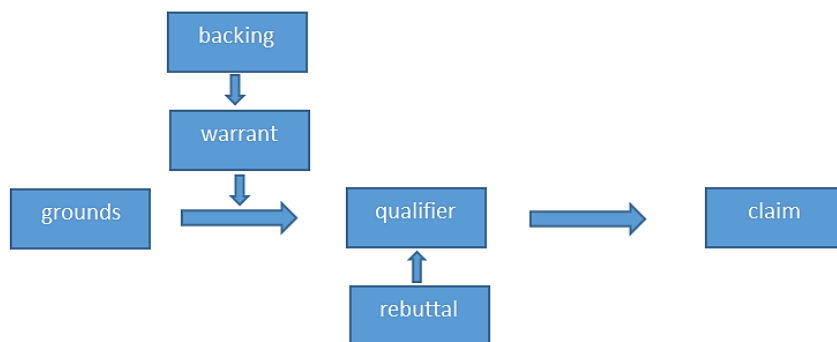 backing
warrant
grounds
qualifier
claim
rebuttal